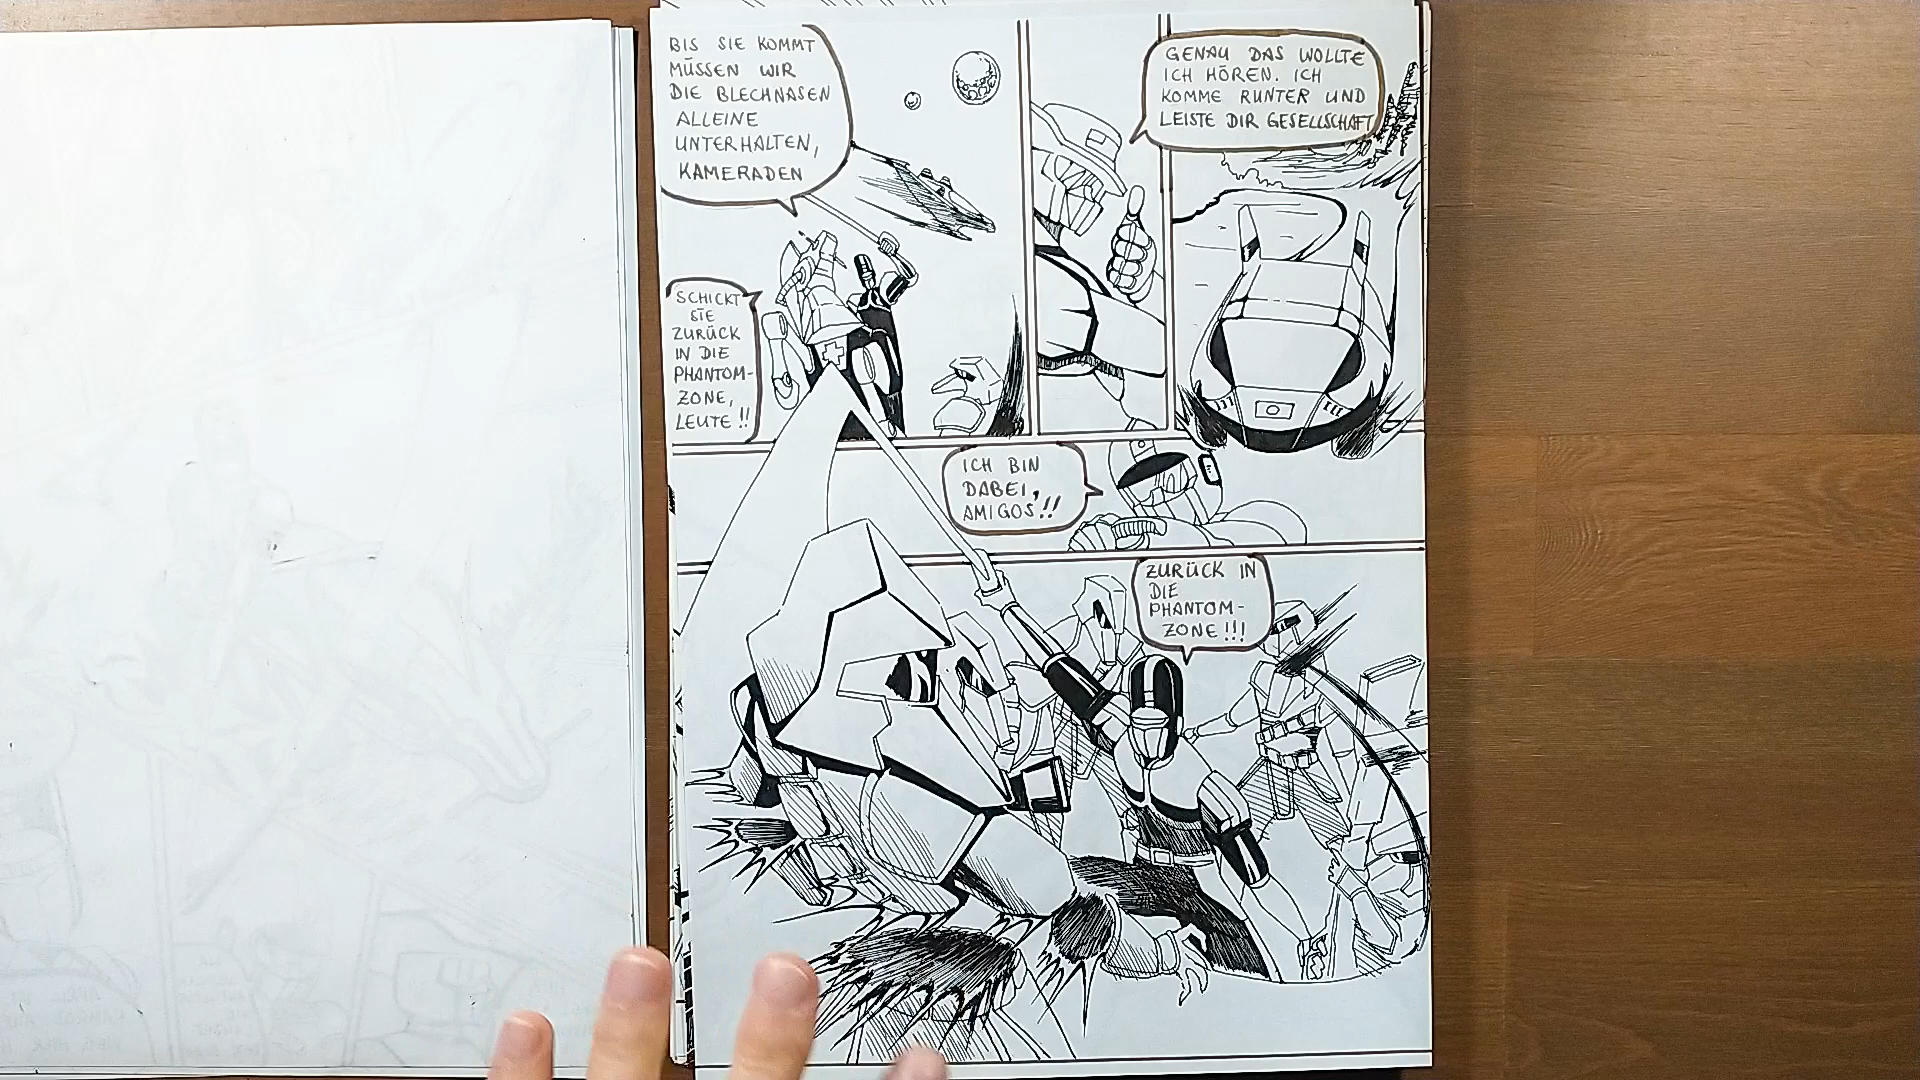 BIS SIE KOMMT
MÜSSEN WIR
DIE BLECHNASEN
ALLEINE
UNTERHALTEN,
KAMERADEN
SCHICKT
SIE
ZURÜCK
IN DIE
PHANTOM-
ZONE,
LEUTE!!
GENAU DAS WOLLTE
ICH HÖREN. ICH
KOMME RUNTER UND
LEISTE DIR GESELLSCHAFT
ICH BIN
DABEI,
AMIGOS!!
ZURÜCK IN
DIE
PHANTOM-
ZONE!!!